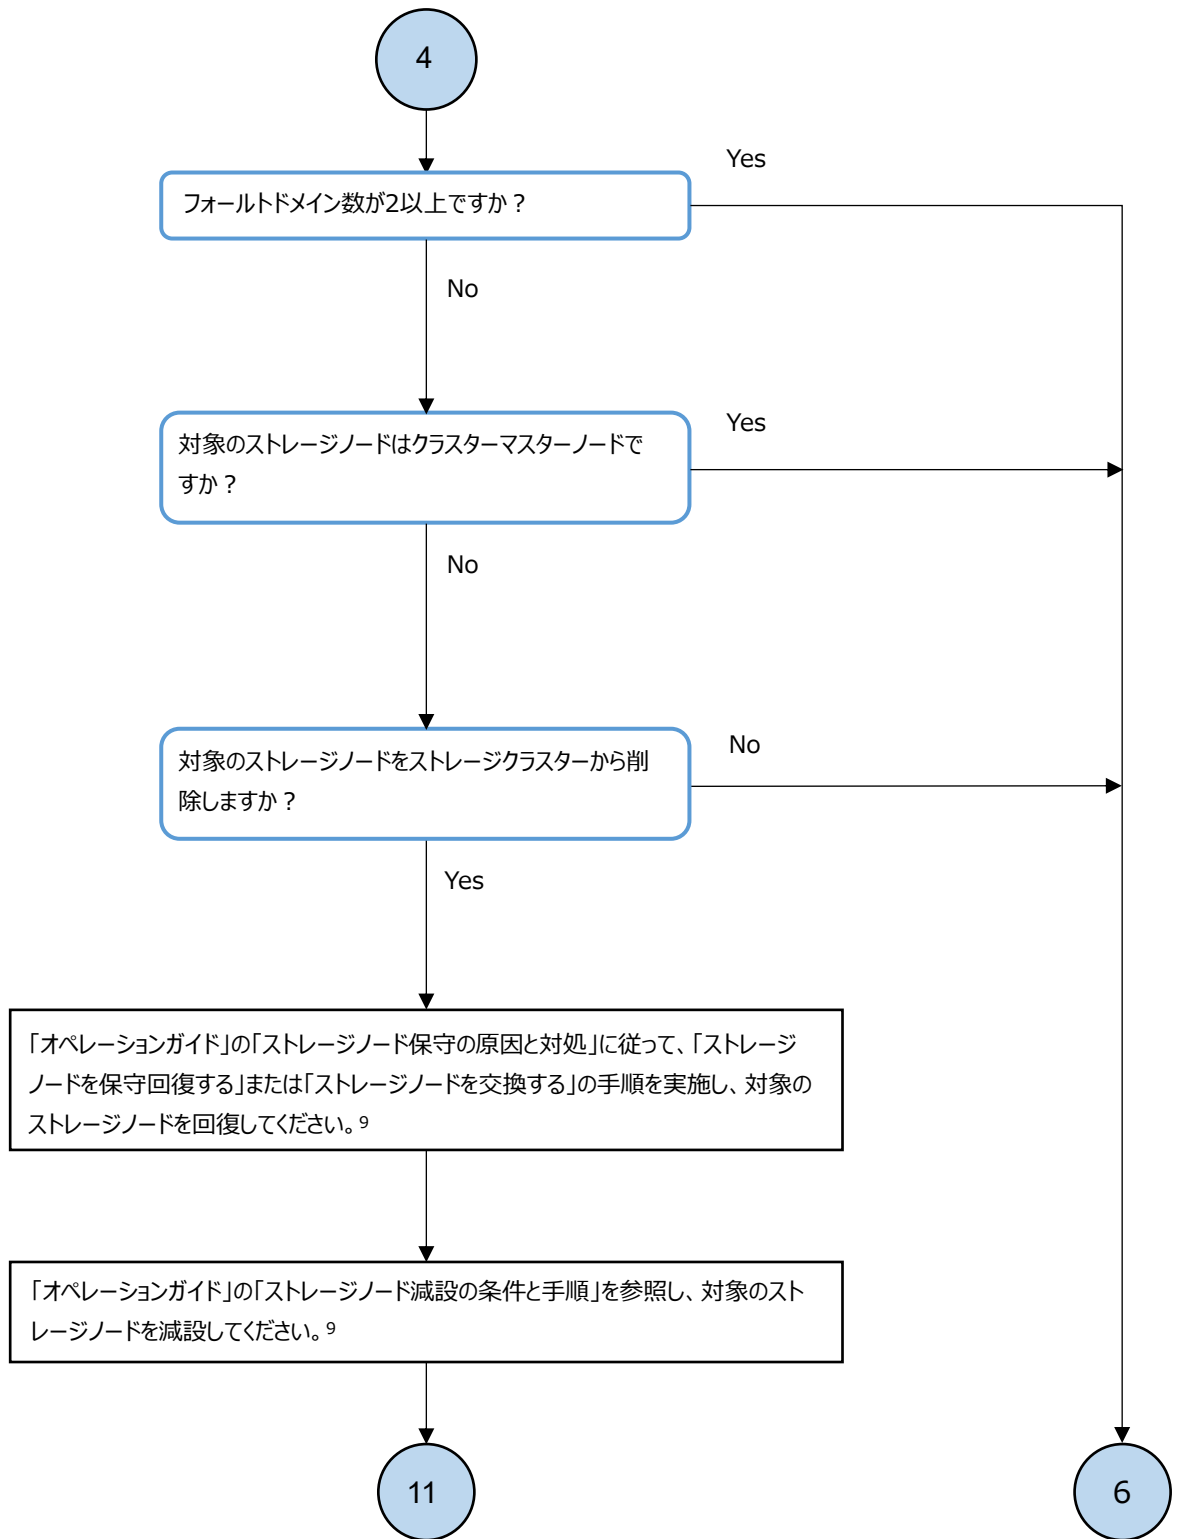 4
Yes
フォールトドメイン数が2以上ですか？
No
Yes
対象のストレージノードはクラスターマスターノードで
すか？
No
対象のストレージノードをストレージクラスターから削
除しますか？
No
Yes
「オペレーションガイド」の「ストレージノード保守の原因と対処」に従って、「ストレージ
ノードを保守回復する」または「ストレージノードを交換する」の手順を実施し、対象の
ストレージノードを回復してください。9
「オペレーションガイド」の「ストレージノード減設の条件と手順」を参照し、対象のスト
レージノードを減設してください。9
11
6